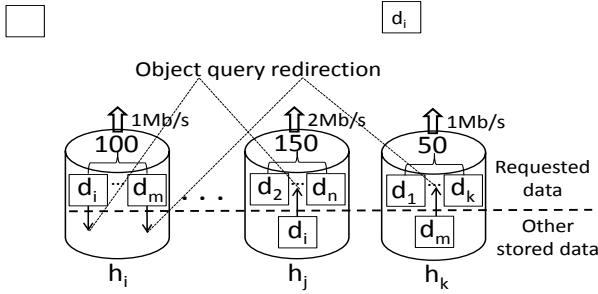 d_i
Object query redirection
1Mb/s 2Mb/s 1Mb/s
100 150 50
d_i ... d_m d_2 ... d_n d_1 ... d_k Requested data
. . .
d_i d_m Other stored data
h_i h_j h_k